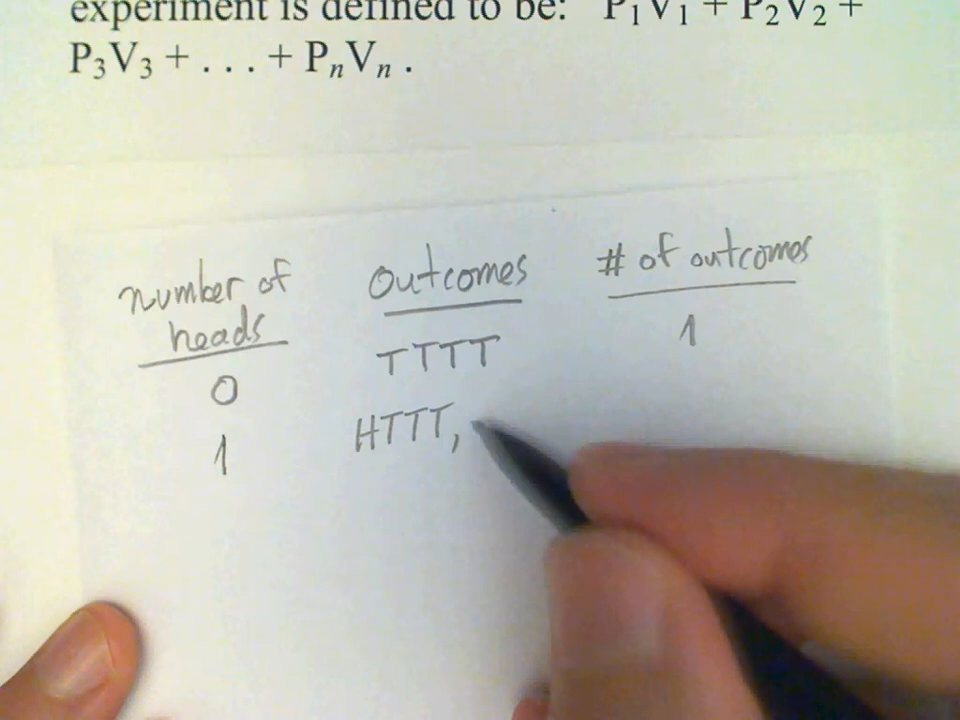 experiment is defined to be: P1V1 + P2V2 +
P3V3 + . . . + PnVn .
number of heads
outcomes
# of outcomes
0
TTTT
1
1
HTTT,